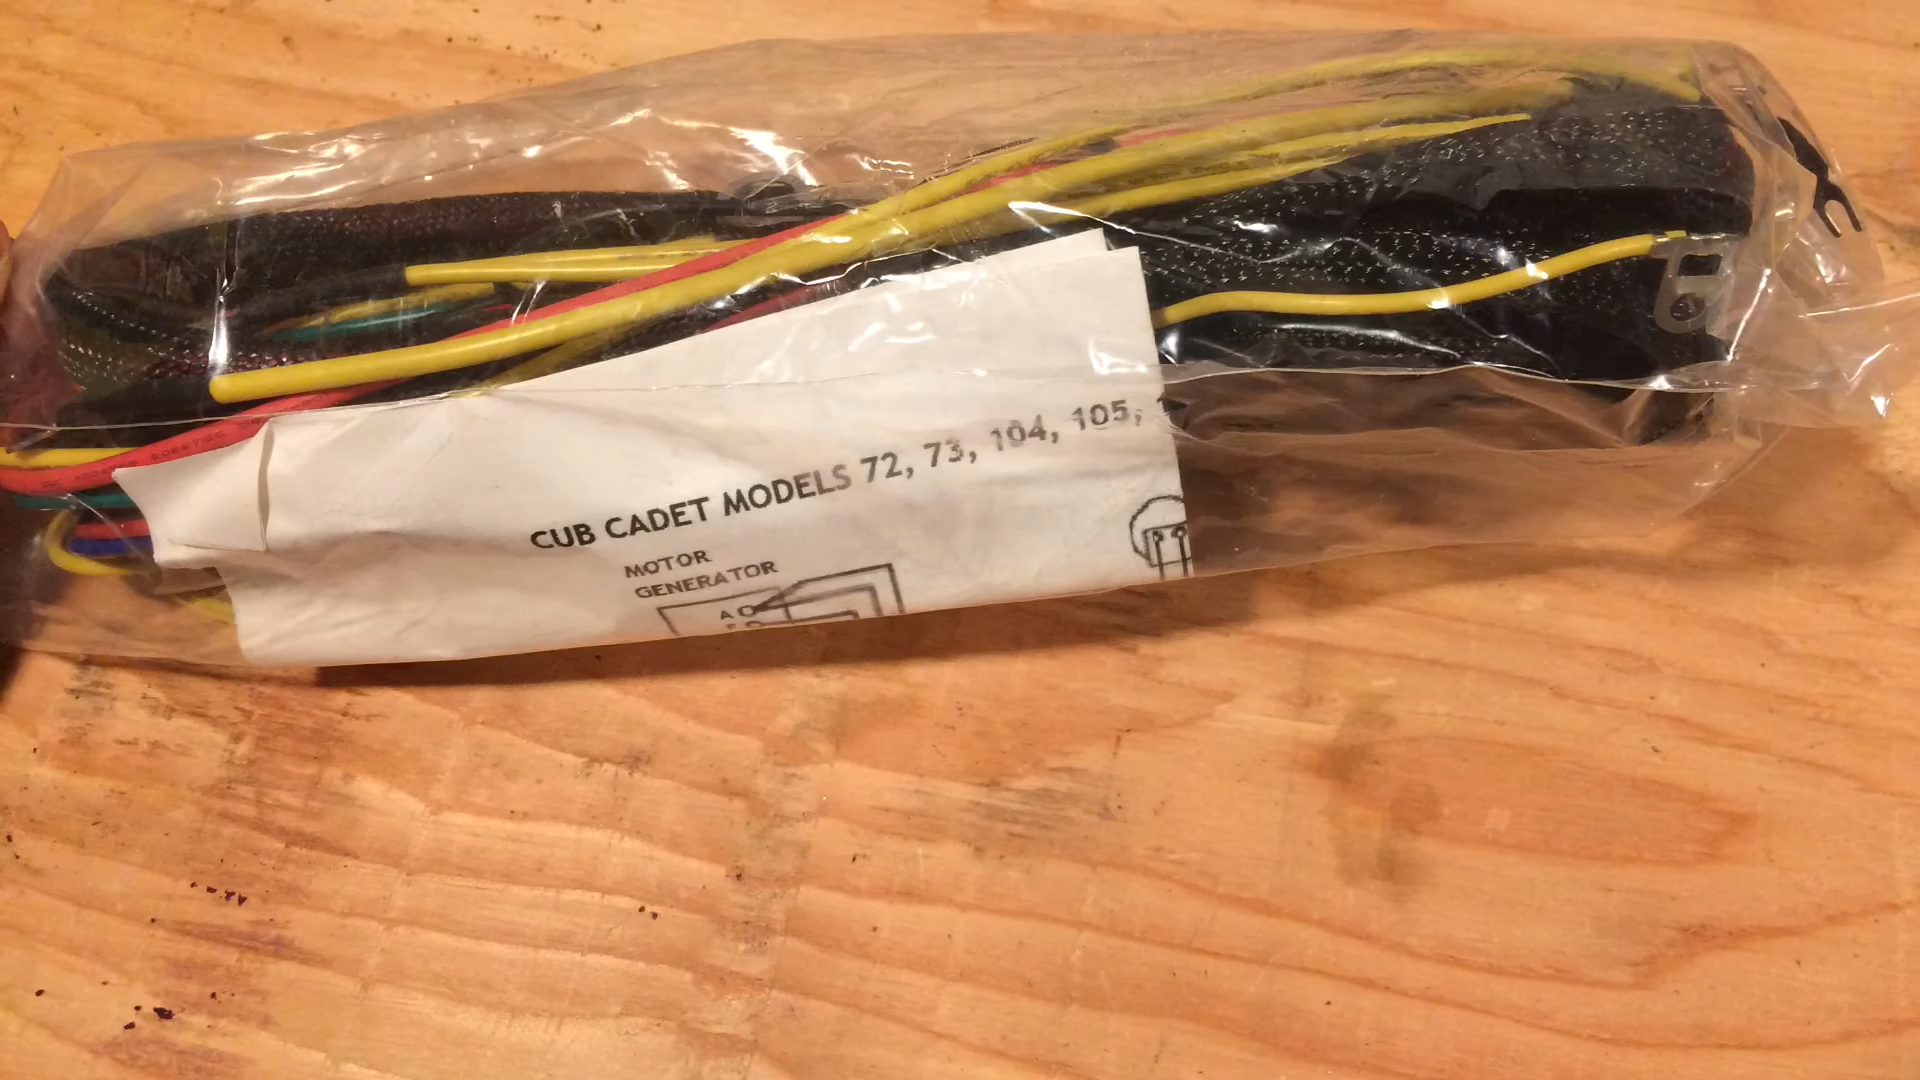 CUB CADET MODELS 72, 73, 104, 105,
MOTOR
GENERATOR
A